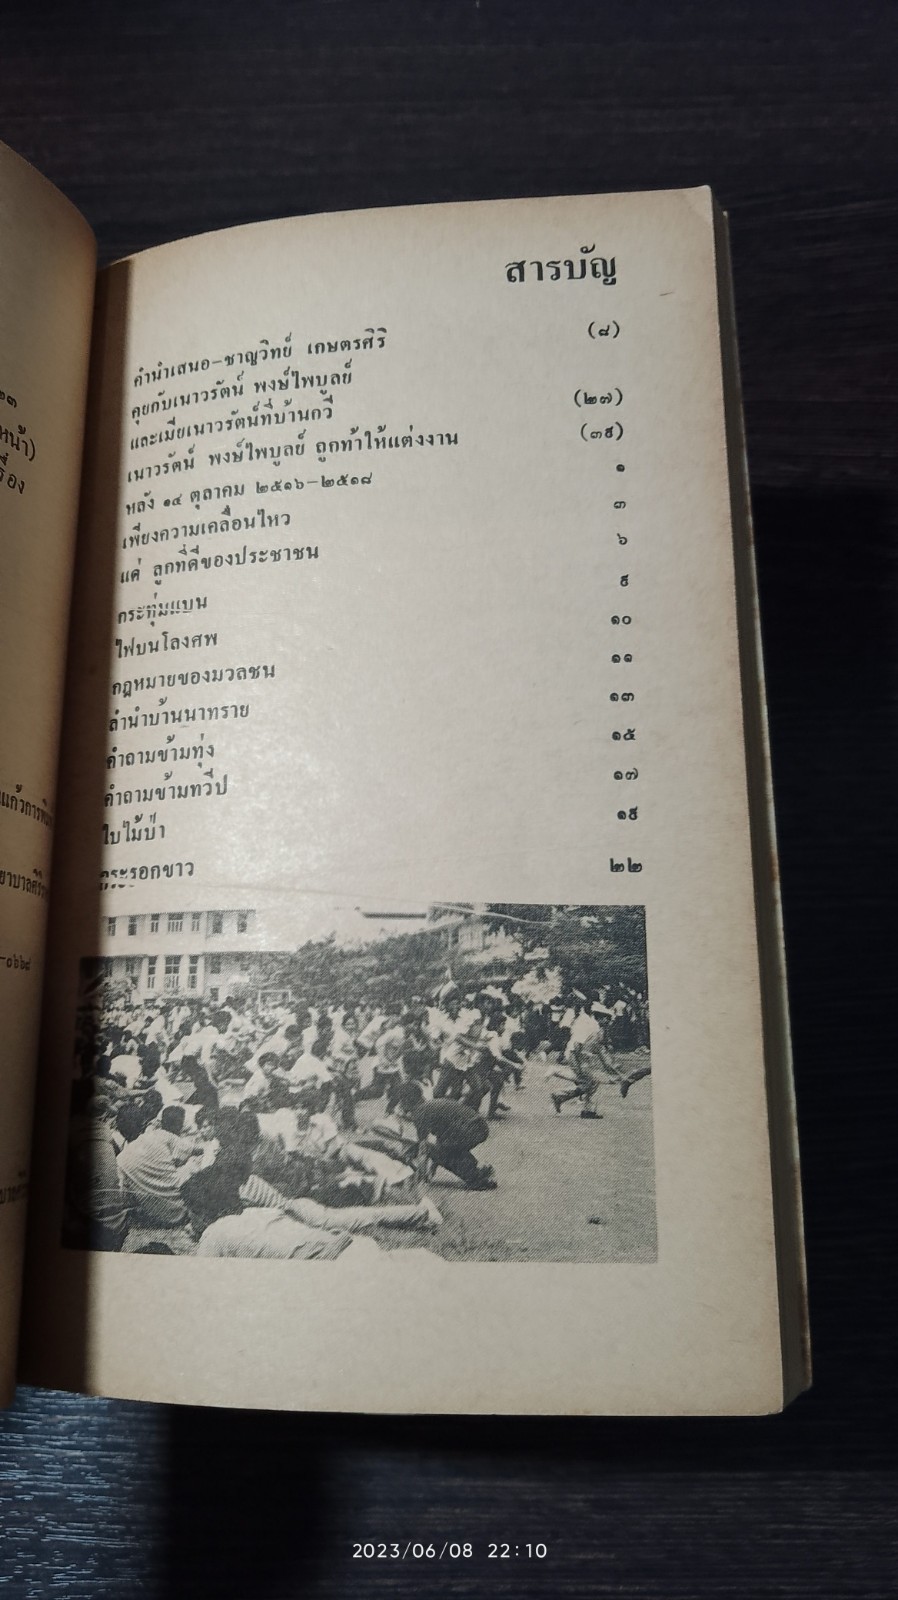 สารบัญ
คำนำเสนอ-ชาญวิทย์ เกษตรศิริ (๘)
คุยกับเนาวรัตน์ พงษ์ไพบูลย์
และเมียเนาวรัตน์ที่บ้านกวี (๒๗)
เนาวรัตน์ พงษ์ไพบูลย์ ถูกท้าให้แต่งงาน (๓๙)
หลัง ๑๔ ตุลาคม ๒๕๑๖-๒๕๑๘ ๑
เพียงความเคลื่อนไหว ๓
แด่ ลูกที่ดีของประชาชน ๖
กระทุ่มแบน ๙
ไฟบนโลงศพ ๑๐
กฎหมายของมวลชน ๑๑
ลำนำบ้านนาทราย ๑๓
คำถามข้ามทุ่ง ๑๕
คำถามข้ามทวีป ๑๗
ใบไม้ป่า ๑๙
กระรอกขาว ๒๒
๒๓
หน้า)
-๐๖๖๘
2023/06/08 22:10